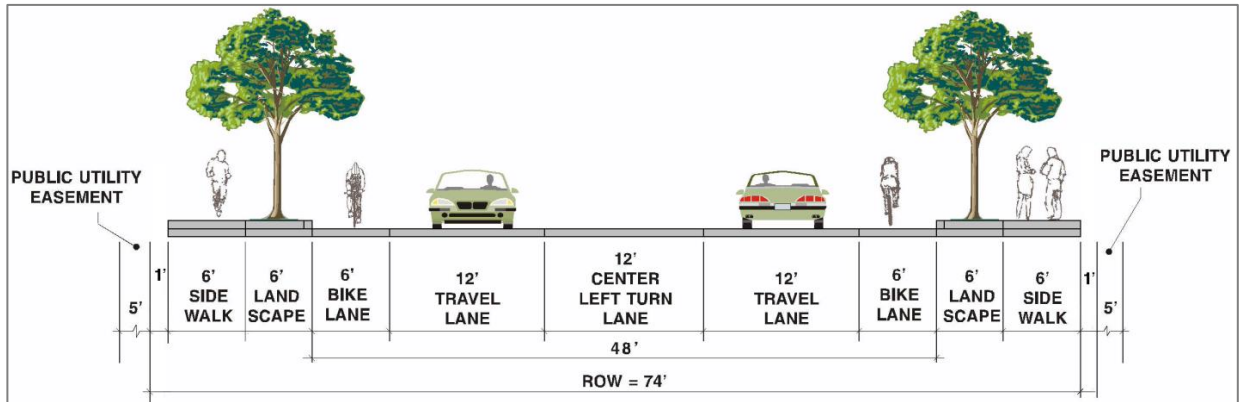 PUBLIC UTILITY
EASEMENT
PUBLIC UTILITY
EASEMENT
5'
1'
6'
SIDE
WALK
6'
LAND
SCAPE
6'
BIKE
LANE
12'
TRAVEL
LANE
12'
CENTER
LEFT TURN
LANE
12'
TRAVEL
LANE
6'
BIKE
LANE
6'
LAND
SCAPE
6'
SIDE
WALK
1'
5'
48'
ROW = 74'